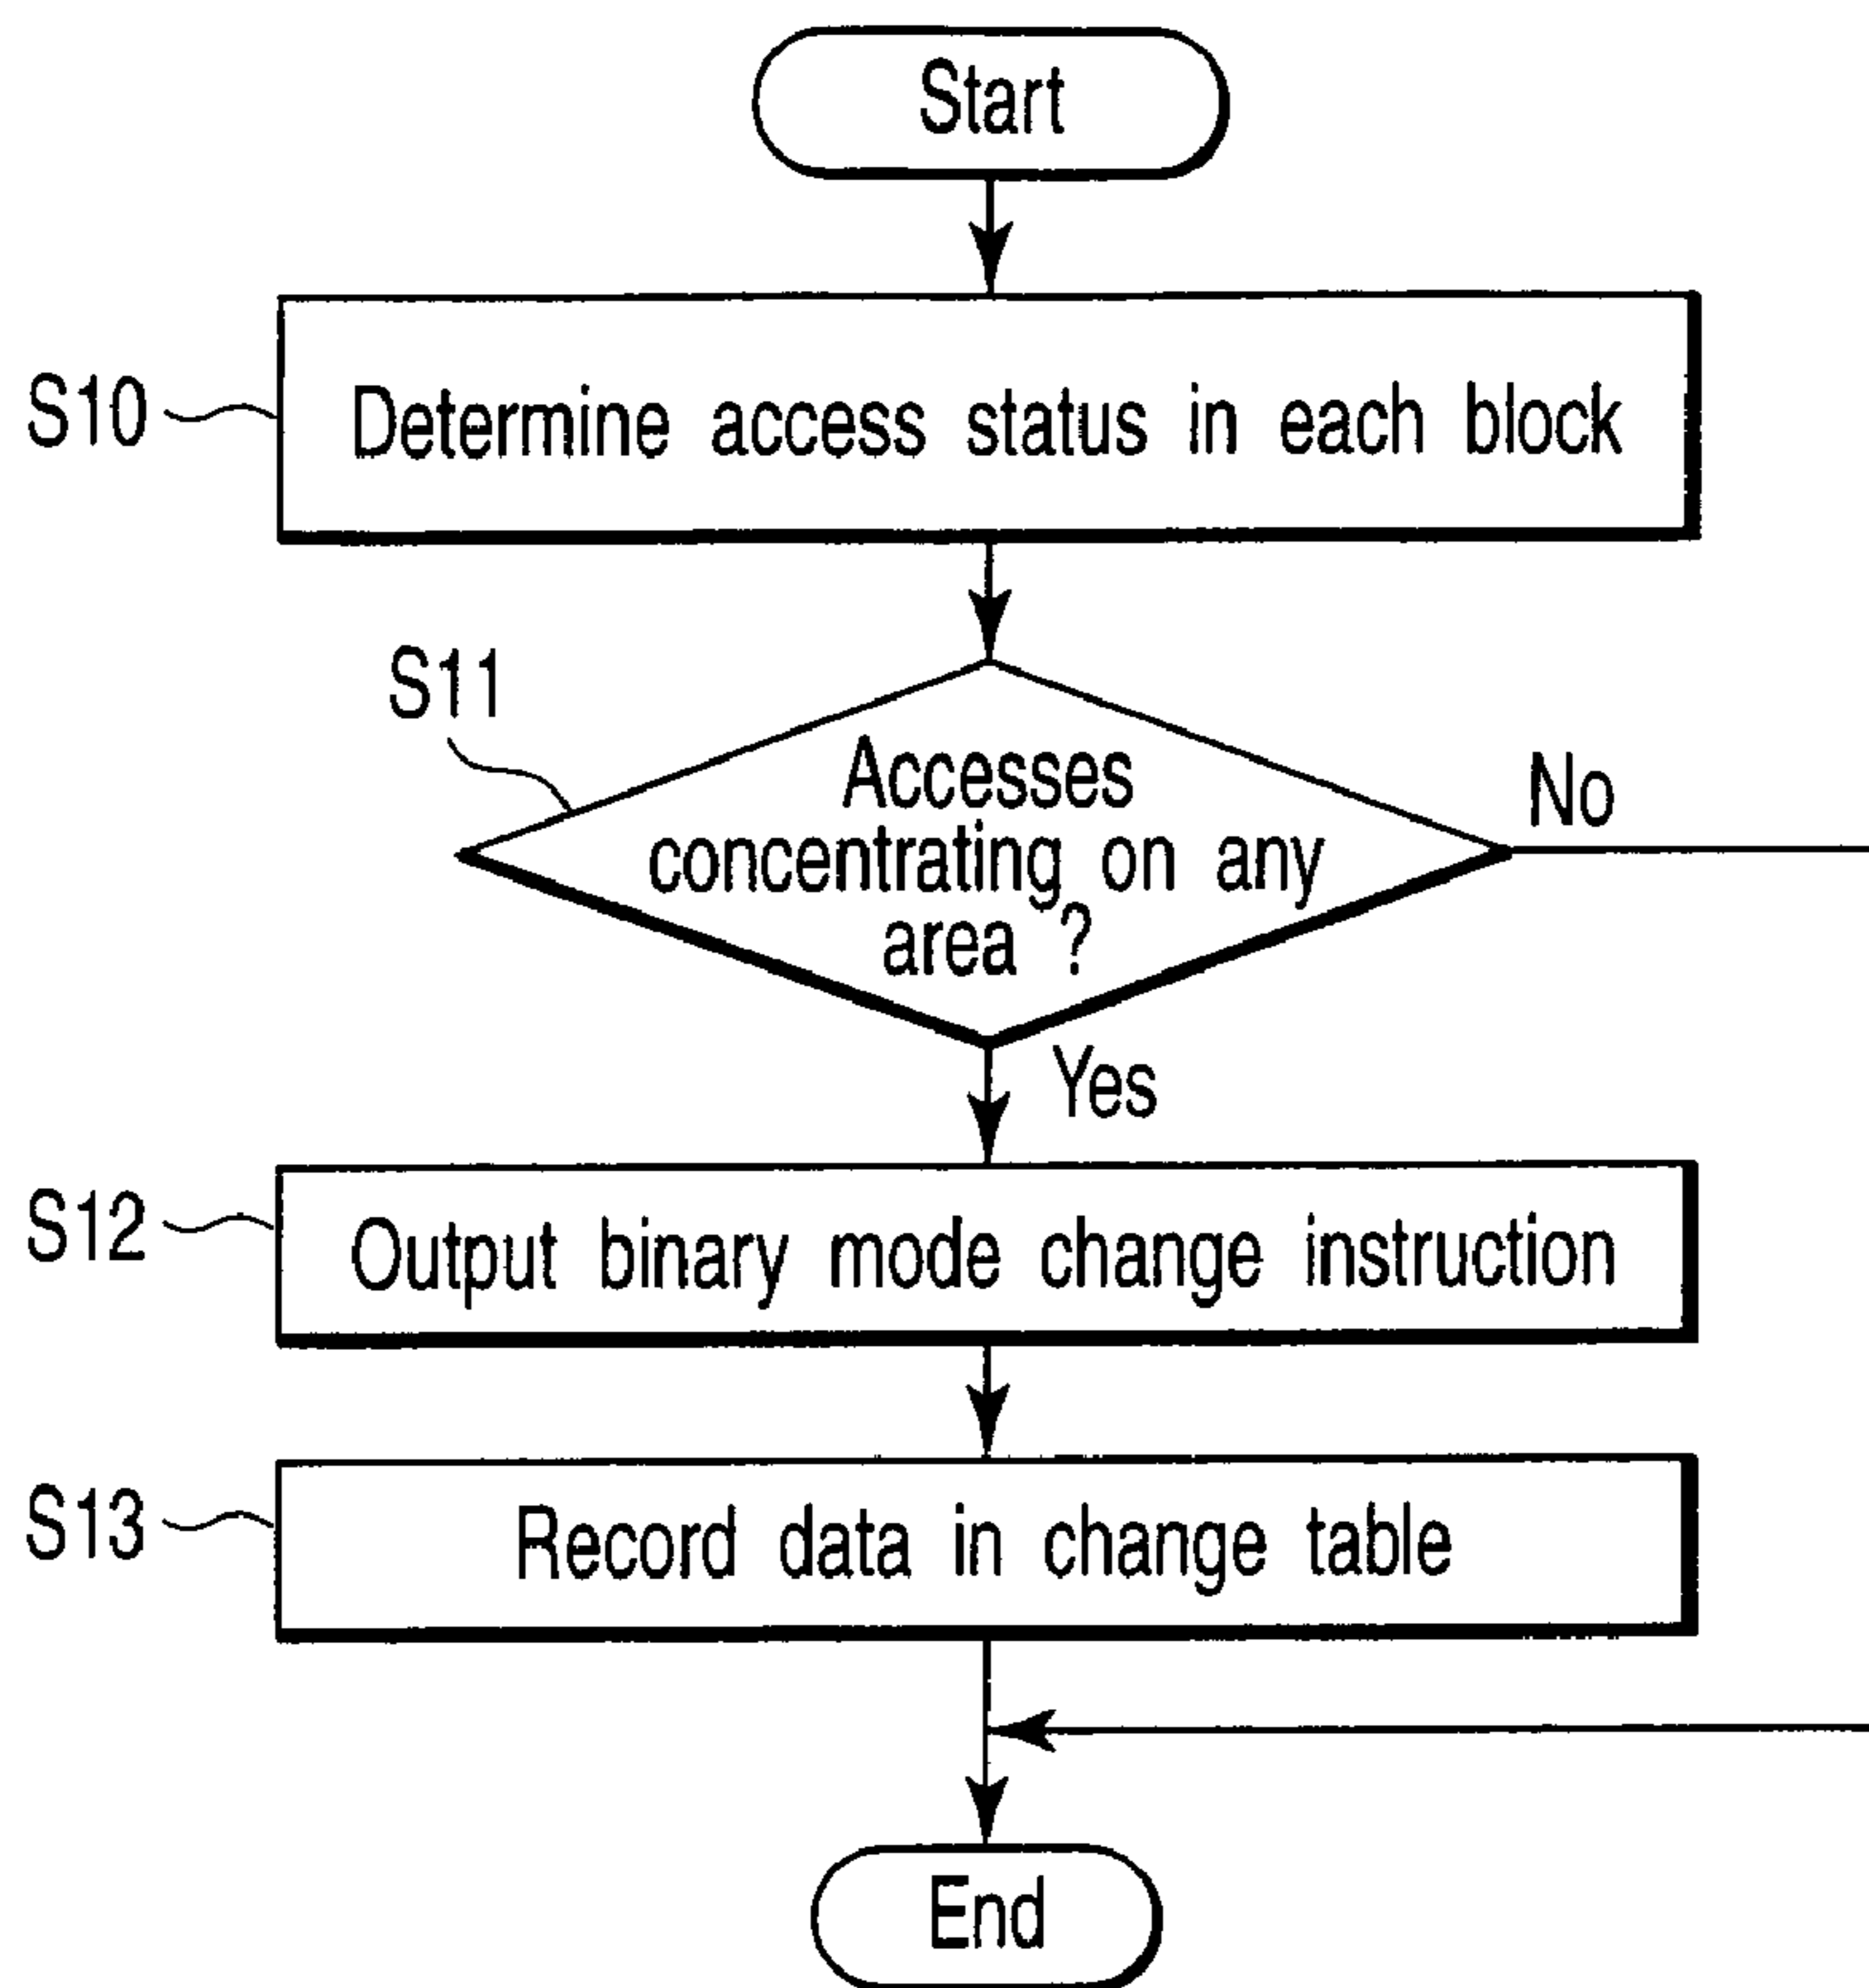 Start
S10
Determine access status in each block
S11
Accesses
concentrating on any
area ?
No
Yes
S12
Output binary mode change instruction
S13
Record data in change table
End